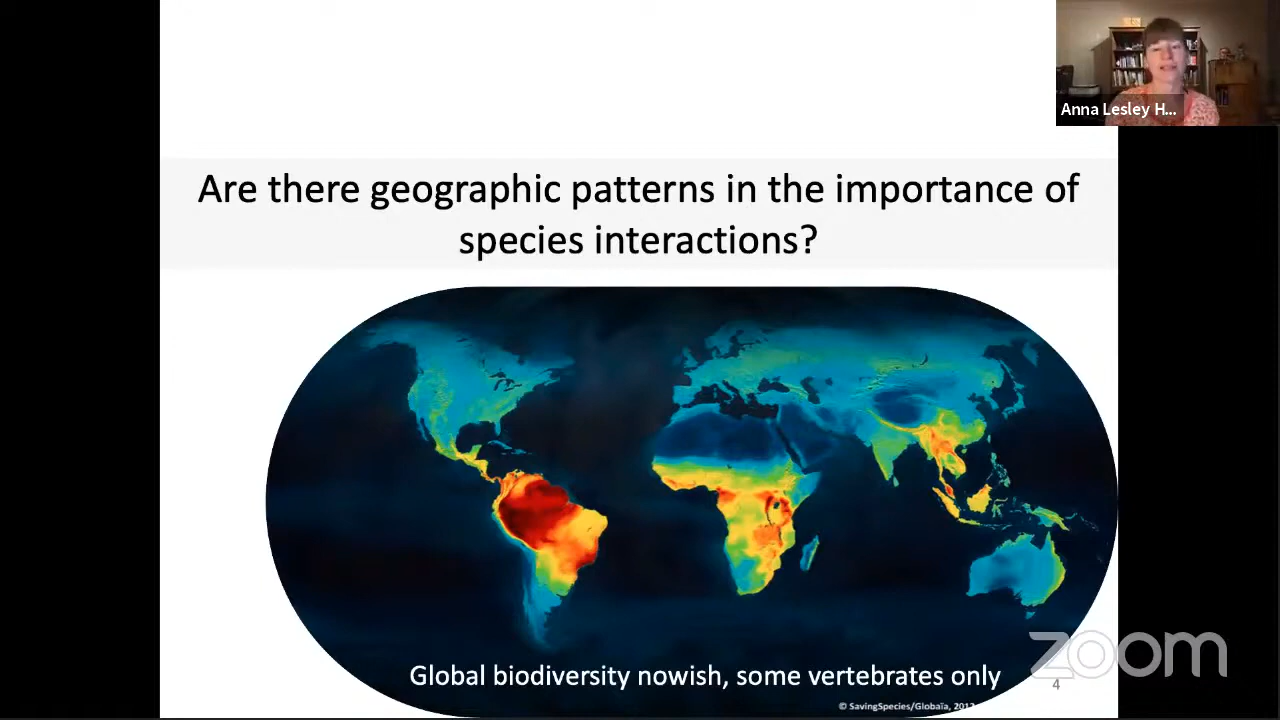 Anna Lesley H...
Are there geographic patterns in the importance of
species interactions?
Global biodiversity nowish, some vertebrates only
© SavingSpecies/Globaïa, 2012
4
zoom